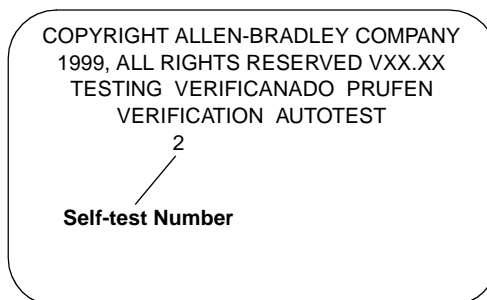 COPYRIGHT ALLEN-BRADLEY COMPANY
1999, ALL RIGHTS RESERVED VXX.XX
TESTING VERIFICANADO PRUFEN
VERIFICATION AUTOTEST
2
Self-test Number